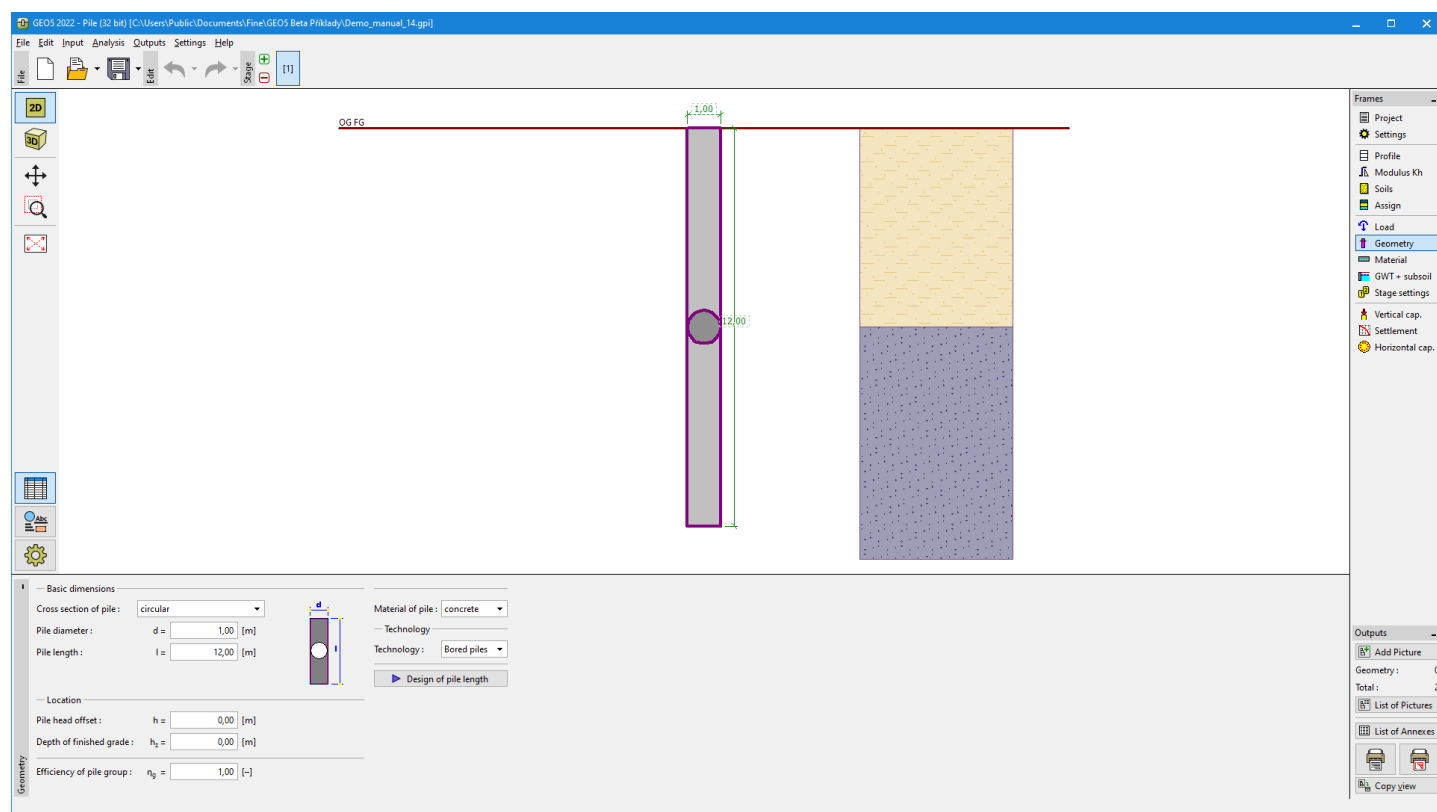 GEO5 2022 - Pile (32 bit) [C:\Users\Public\Documents\Fine\GEO5 Beta Příklady\Demo_manual_14.gpi]
File Edit Input Analysis Outputs Settings Help
File
Edit
Stage
[1]
2D
3D
Abc
OG FG
1,00
12,00
Frames
Project
Settings
Profile
Modulus Kh
Soils
Assign
Load
Geometry
Material
GWT + subsoil
Stage settings
Vertical cap.
Settlement
Horizontal cap.
Geometry
Basic dimensions
Cross section of pile : circular
Pile diameter : d = 1,00 [m]
Pile length : l = 12,00 [m]
d
l
Location
Pile head offset : h = 0,00 [m]
Depth of finished grade : hz = 0,00 [m]
Efficiency of pile group : ηg = 1,00 [–]
Material of pile : concrete
Technology
Technology : Bored piles
Design of pile length
Outputs
Add Picture
Geometry : 0
Total : 2
List of Pictures
List of Annexes
Copy view